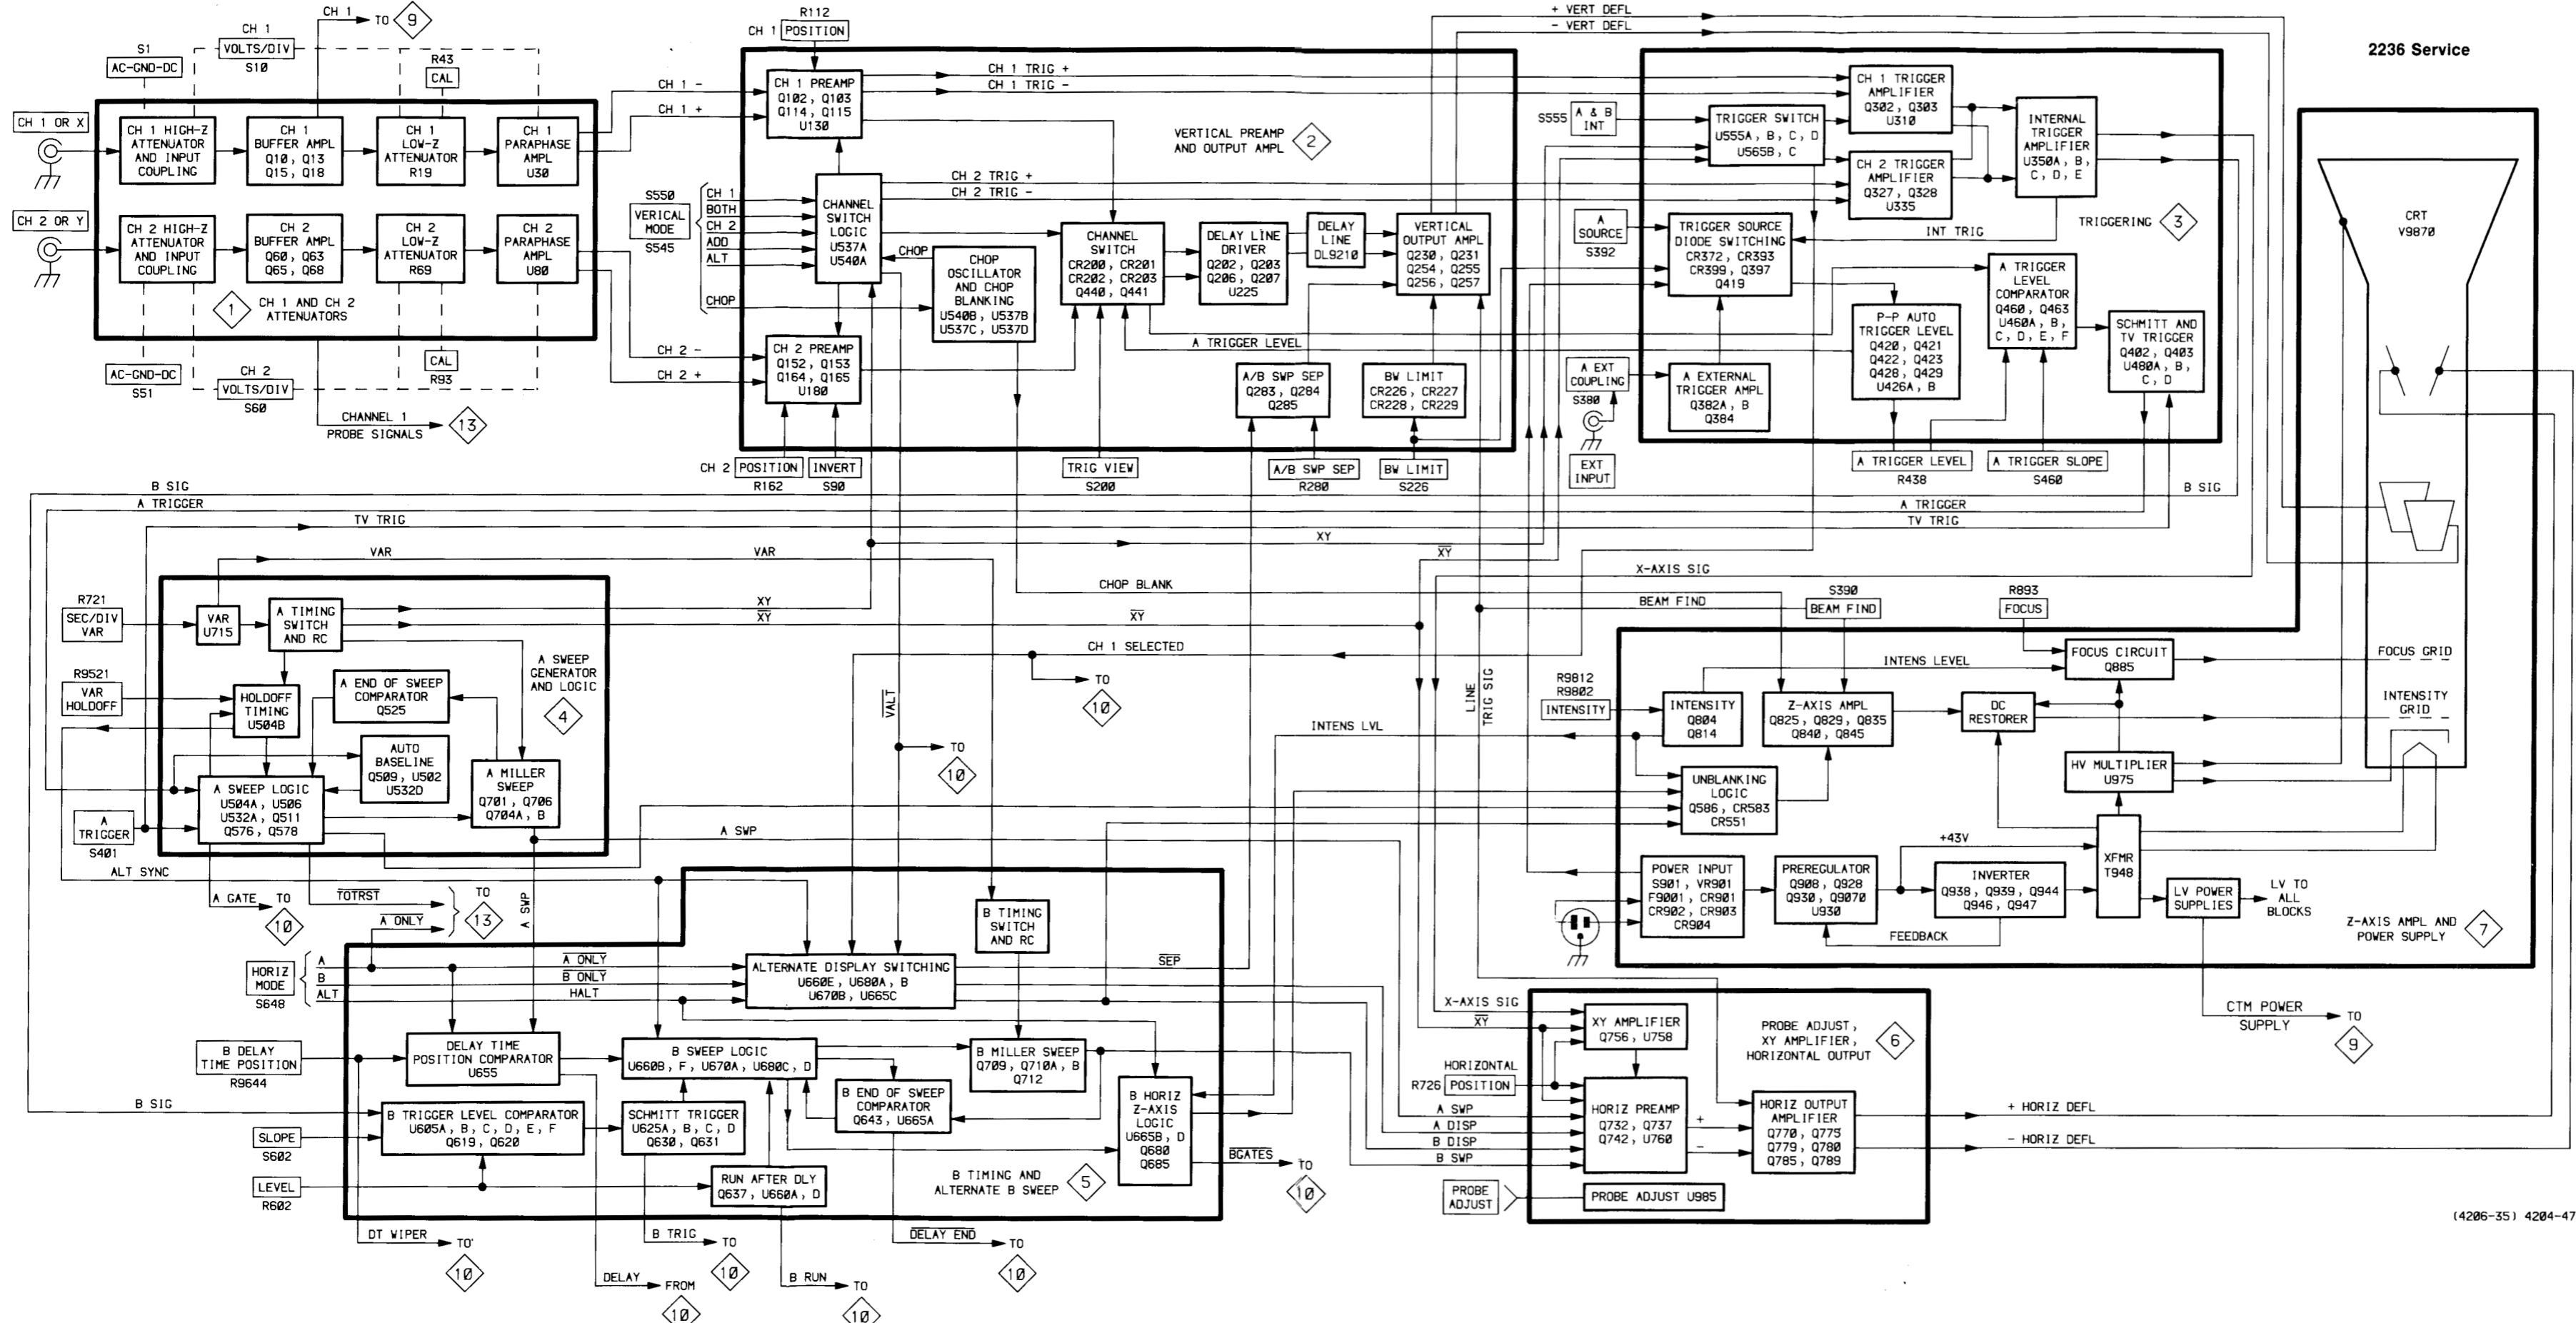 2236 Service
CH 1
TO 9
CH 1
VOLTS/DIV
S10
S1
AC-GND-DC
R43
CAL
CH 1 OR X
CH 1 HIGH-Z
ATTENUATOR
AND INPUT
COUPLING
CH 1
BUFFER AMPL
Q10, Q13
Q15, Q18
CH 1
LOW-Z
ATTENUATOR
R19
CH 1
PARAPHASE
AMPL
U30
CH 2 OR Y
CH 2 HIGH-Z
ATTENUATOR
AND INPUT
COUPLING
CH 2
BUFFER AMPL
Q60, Q63
Q65, Q68
CH 2
LOW-Z
ATTENUATOR
R69
CH 2
PARAPHASE
AMPL
U80
1
CH 1 AND CH 2
ATTENUATORS
AC-GND-DC
S51
CH 2
VOLTS/DIV
S60
CAL
R93
CHANNEL 1
PROBE SIGNALS
13
CH 1 -
CH 1 +
CH 2 -
CH 2 +
R112
CH 1 POSITION
CH 1 PREAMP
Q102, Q103
Q114, Q115
U130
CH 1 TRIG +
CH 1 TRIG -
VERTICAL PREAMP
AND OUTPUT AMPL
2
+ VERT DEFL
- VERT DEFL
S550
VERICAL
MODE
S545
CH 1
BOTH
CH 2
ADD
ALT
CHOP
CHANNEL
SWITCH
LOGIC
U537A
U540A
CH 2 TRIG +
CH 2 TRIG -
CHOP
CHOP
OSCILLATOR
AND CHOP
BLANKING
U540B, U537B
U537C, U537D
CHANNEL
SWITCH
CR200, CR201
CR202, CR203
Q440, Q441
DELAY LINE
DRIVER
Q202, Q203
Q206, Q207
U225
DELAY
LINE
DL9210
VERTICAL
OUTPUT AMPL
Q230, Q231
Q254, Q255
Q256, Q257
CH 2 PREAMP
Q152, Q153
Q164, Q165
U180
A TRIGGER LEVEL
A/B SWP SEP
Q283, Q284
Q285
BW LIMIT
CR226, CR227
CR228, CR229
CH 2 POSITION
R162
INVERT
S90
TRIG VIEW
S200
A/B SWP SEP
R280
BW LIMIT
S226
S555
A & B
INT
TRIGGER SWITCH
U555A, B, C, D
U565B, C
CH 1 TRIGGER
AMPLIFIER
Q302, Q303
U310
CH 2 TRIGGER
AMPLIFIER
Q327, Q328
U335
INTERNAL
TRIGGER
AMPLIFIER
U350A, B,
C, D, E
TRIGGERING
3
INT TRIG
A
SOURCE
S392
TRIGGER SOURCE
DIODE SWITCHING
CR372, CR393
CR399, Q397
Q419
A TRIGGER
LEVEL
COMPARATOR
Q460, Q463
U460A, B,
C, D, E, F
P-P AUTO
TRIGGER LEVEL
Q420, Q421
Q422, Q423
Q428, Q429
U426A, B
SCHMITT AND
TV TRIGGER
Q402, Q403
U480A, B,
C, D
A EXT
COUPLING
S380
A EXTERNAL
TRIGGER AMPL
Q382A, B
Q384
EXT
INPUT
A TRIGGER LEVEL
R438
A TRIGGER SLOPE
S460
CRT
V9870
B SIG
B SIG
A TRIGGER
A TRIGGER
TV TRIG
TV TRIG
XY
VAR
VAR
X̅Y̅
CHOP BLANK
X-AXIS SIG
BEAM FIND
S390
BEAM FIND
R893
FOCUS
R721
SEC/DIV
VAR
VAR
U715
A TIMING
SWITCH
AND RC
XY
X̅Y̅
X̅Y̅
R9521
VAR
HOLDOFF
HOLDOFF
TIMING
U504B
A END OF SWEEP
COMPARATOR
Q525
A SWEEP
GENERATOR
AND LOGIC
4
AUTO
BASELINE
Q509, U502
U532D
A MILLER
SWEEP
Q701, Q706
Q704A, B
A SWEEP LOGIC
U504A, U506
U532A, Q511
Q576, Q578
A
TRIGGER
S401
CH 1 SELECTED
TO
10
V̅A̅L̅T̅
TO
10
LINE
TRIG SIG
INTENS LVL
R9812
R9802
INTENSITY
INTENSITY
Q804
Q814
INTENS LEVEL
Z-AXIS AMPL
Q825, Q829, Q835
Q840, Q845
FOCUS CIRCUIT
Q885
DC
RESTORER
FOCUS GRID
INTENSITY
GRID
HV MULTIPLIER
U975
UNBLANKING
LOGIC
Q586, CR583
CR551
A SWP
ALT SYNC
A GATE
TO
10
T̅O̅T̅R̅S̅T̅
A̅ ̅O̅N̅L̅Y̅
TO
13
A SWP
POWER INPUT
S901, VR901
F9001, CR901
CR902, CR903
CR904
PREREGULATOR
Q908, Q928
Q930, Q9070
U930
+43V
INVERTER
Q938, Q939, Q944
Q946, Q947
FEEDBACK
XFMR
T948
LV POWER
SUPPLIES
LV TO
ALL
BLOCKS
Z-AXIS AMPL AND
POWER SUPPLY
7
CTM POWER
SUPPLY
TO
9
B TIMING
SWITCH
AND RC
HORIZ
MODE
S648
A
B
ALT
A̅ ̅O̅N̅L̅Y̅
B̅ ̅O̅N̅L̅Y̅
HALT
ALTERNATE DISPLAY SWITCHING
U660E, U680A, B
U670B, U665C
S̅E̅P̅
B DELAY
TIME POSITION
R9644
DELAY TIME
POSITION COMPARATOR
U655
B SWEEP LOGIC
U660B, F, U670A, U680C, D
B MILLER SWEEP
Q709, Q710A, B
Q712
B END OF SWEEP
COMPARATOR
Q643, U665A
B HORIZ
Z-AXIS
LOGIC
U665B, D
Q680
Q685
B SIG
B TRIGGER LEVEL COMPARATOR
U605A, B, C, D, E, F
Q619, Q620
SCHMITT TRIGGER
U625A, B, C, D
Q630, Q631
SLOPE
S602
LEVEL
R602
RUN AFTER DLY
Q637, U660A, D
B TIMING AND
ALTERNATE B SWEEP
5
B̅G̅A̅T̅E̅S̅
TO
10
DT WIPER
TO
10
DELAY
FROM
10
B TRIG
TO
10
B RUN
TO
10
D̅E̅L̅A̅Y̅ ̅E̅N̅D̅
TO
10
X-AXIS SIG
X̅Y̅
XY AMPLIFIER
Q756, U758
PROBE ADJUST,
XY AMPLIFIER,
HORIZONTAL OUTPUT
6
HORIZONTAL
R726 POSITION
A SWP
A DISP
B DISP
B SWP
HORIZ PREAMP
Q732, Q737
Q742, U760
+
-
HORIZ OUTPUT
AMPLIFIER
Q770, Q775
Q779, Q780
Q785, Q789
+ HORIZ DEFL
- HORIZ DEFL
PROBE
ADJUST
PROBE ADJUST U985
(4206-35) 4204-47